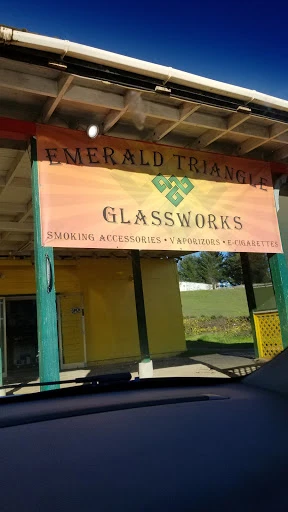 EMERALD TRIANGLE
GLASSWORKS
SMOKING ACCESSORIES • VAPORIZORS • E-CIGARETTES